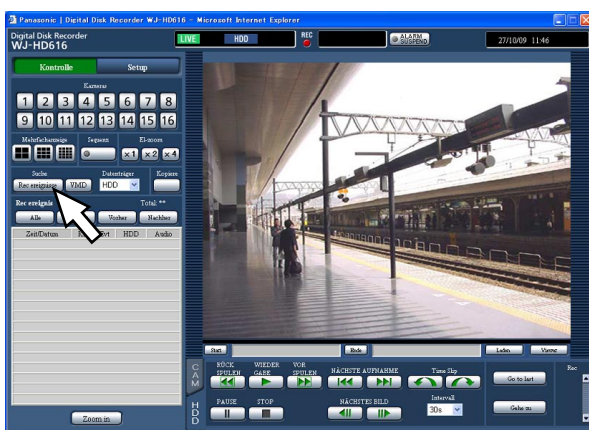 Panasonic | Digital Disk Recorder WJ-HD616 - Microsoft Internet Explorer
Digital Disk Recorder
WJ-HD616
LIVE HDD REC ALARM SUSPEND 27/10/09 11:46
Kontrolle Setup
Kameras
1 2 3 4 5 6 7 8
9 10 11 12 13 14 15 16
Mehrfachanzeige Sequenz El-zoom
x1 x2 x4
Suche Datenträger Kopiere
Rec ereignisse VMD HDD
Rec ereignis Total: **
Alle Vorher Nachher
Zeit/Datum Evt HDD Audio
Zoom in
Start Ende Laden Viewer
CAM
HDD
RÜCK SPULEN WIEDER GABE VOR SPULEN NÄCHSTE AUFNAHME Time Slip Go to last Rec
PAUSE STOP NÄCHSTES BILD Intervall Gehe zu
30s